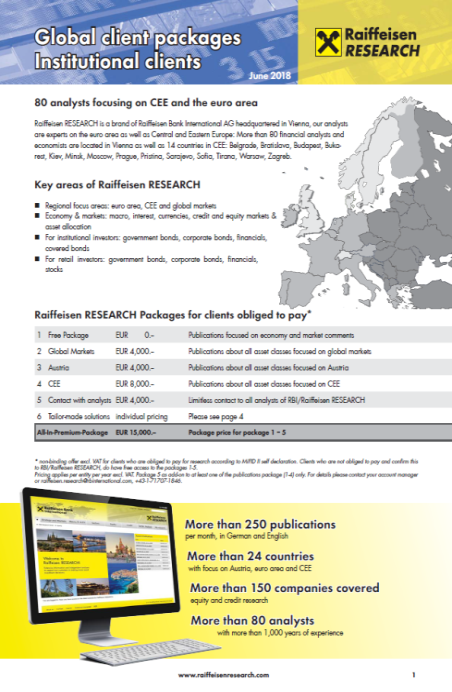 Global client packages
Institutional clients
June 2018
Raiffeisen
RESEARCH
80 analysts focusing on CEE and the euro area
Raiffeisen RESEARCH is a brand of Raiffeisen Bank International AG headquartered in Vienna, our analysts
are experts on the euro area as well as Central and Eastern Europe: More than 80 financial analysts and
economists are located in Vienna as well as 14 countries in CEE: Belgrade, Bratislava, Budapest, Buka-
rest, Kiev, Minsk, Moscow, Prague, Pristina, Sarajevo, Sofia, Tirana, Warsaw, Zagreb.
Key areas of Raiffeisen RESEARCH
■ Regional focus areas: euro area, CEE and global markets
■ Economy & markets: macro, interest, currencies, credit and equity markets &
asset allocation
■ For institutional investors: government bonds, corporate bonds, financials,
covered bonds
■ For retail investors: government bonds, corporate bonds, financials,
stocks
Raiffeisen RESEARCH Packages for clients obliged to pay*
1 Free Package EUR 0.– Publications focused on economy and market comments
2 Global Markets EUR 4,000.– Publications about all asset classes focused on global markets
3 Austria EUR 4,000.– Publications about all asset classes focused on Austria
4 CEE EUR 8,000.– Publications about all asset classes focused on CEE
5 Contact with analysts EUR 4,000.– Limitless contact to all analysts of RBI/Raiffeisen RESEARCH
6 Tailor-made solutions individual pricing Please see page 4
All-In-Premium-Package EUR 15,000.– Package price for package 1 – 5
* non-binding offer excl. VAT for clients who are obliged to pay for research according to MiFID II self declaration. Clients who are not obliged to pay and confirm this
to RBI/Raiffeisen RESEARCH, do have free access to the packages 1-5.
Pricing applies per entity per year excl. VAT. Package 5 as add-on to at least one of the publications package (1-4) only. For details please contact your account manager
or raiffeisen.research@rbinternational.com, +43-1-71707-1846.
Raiffeisen Bank
Welcome to
Raiffeisen RESEARCH!
More than 250 publications
per month, in German and English
More than 24 countries
with focus on Austria, euro area and CEE
More than 150 companies covered
equity and credit research
More than 80 analysts
with more than 1,000 years of experience
www.raiffeisenresearch.com
1